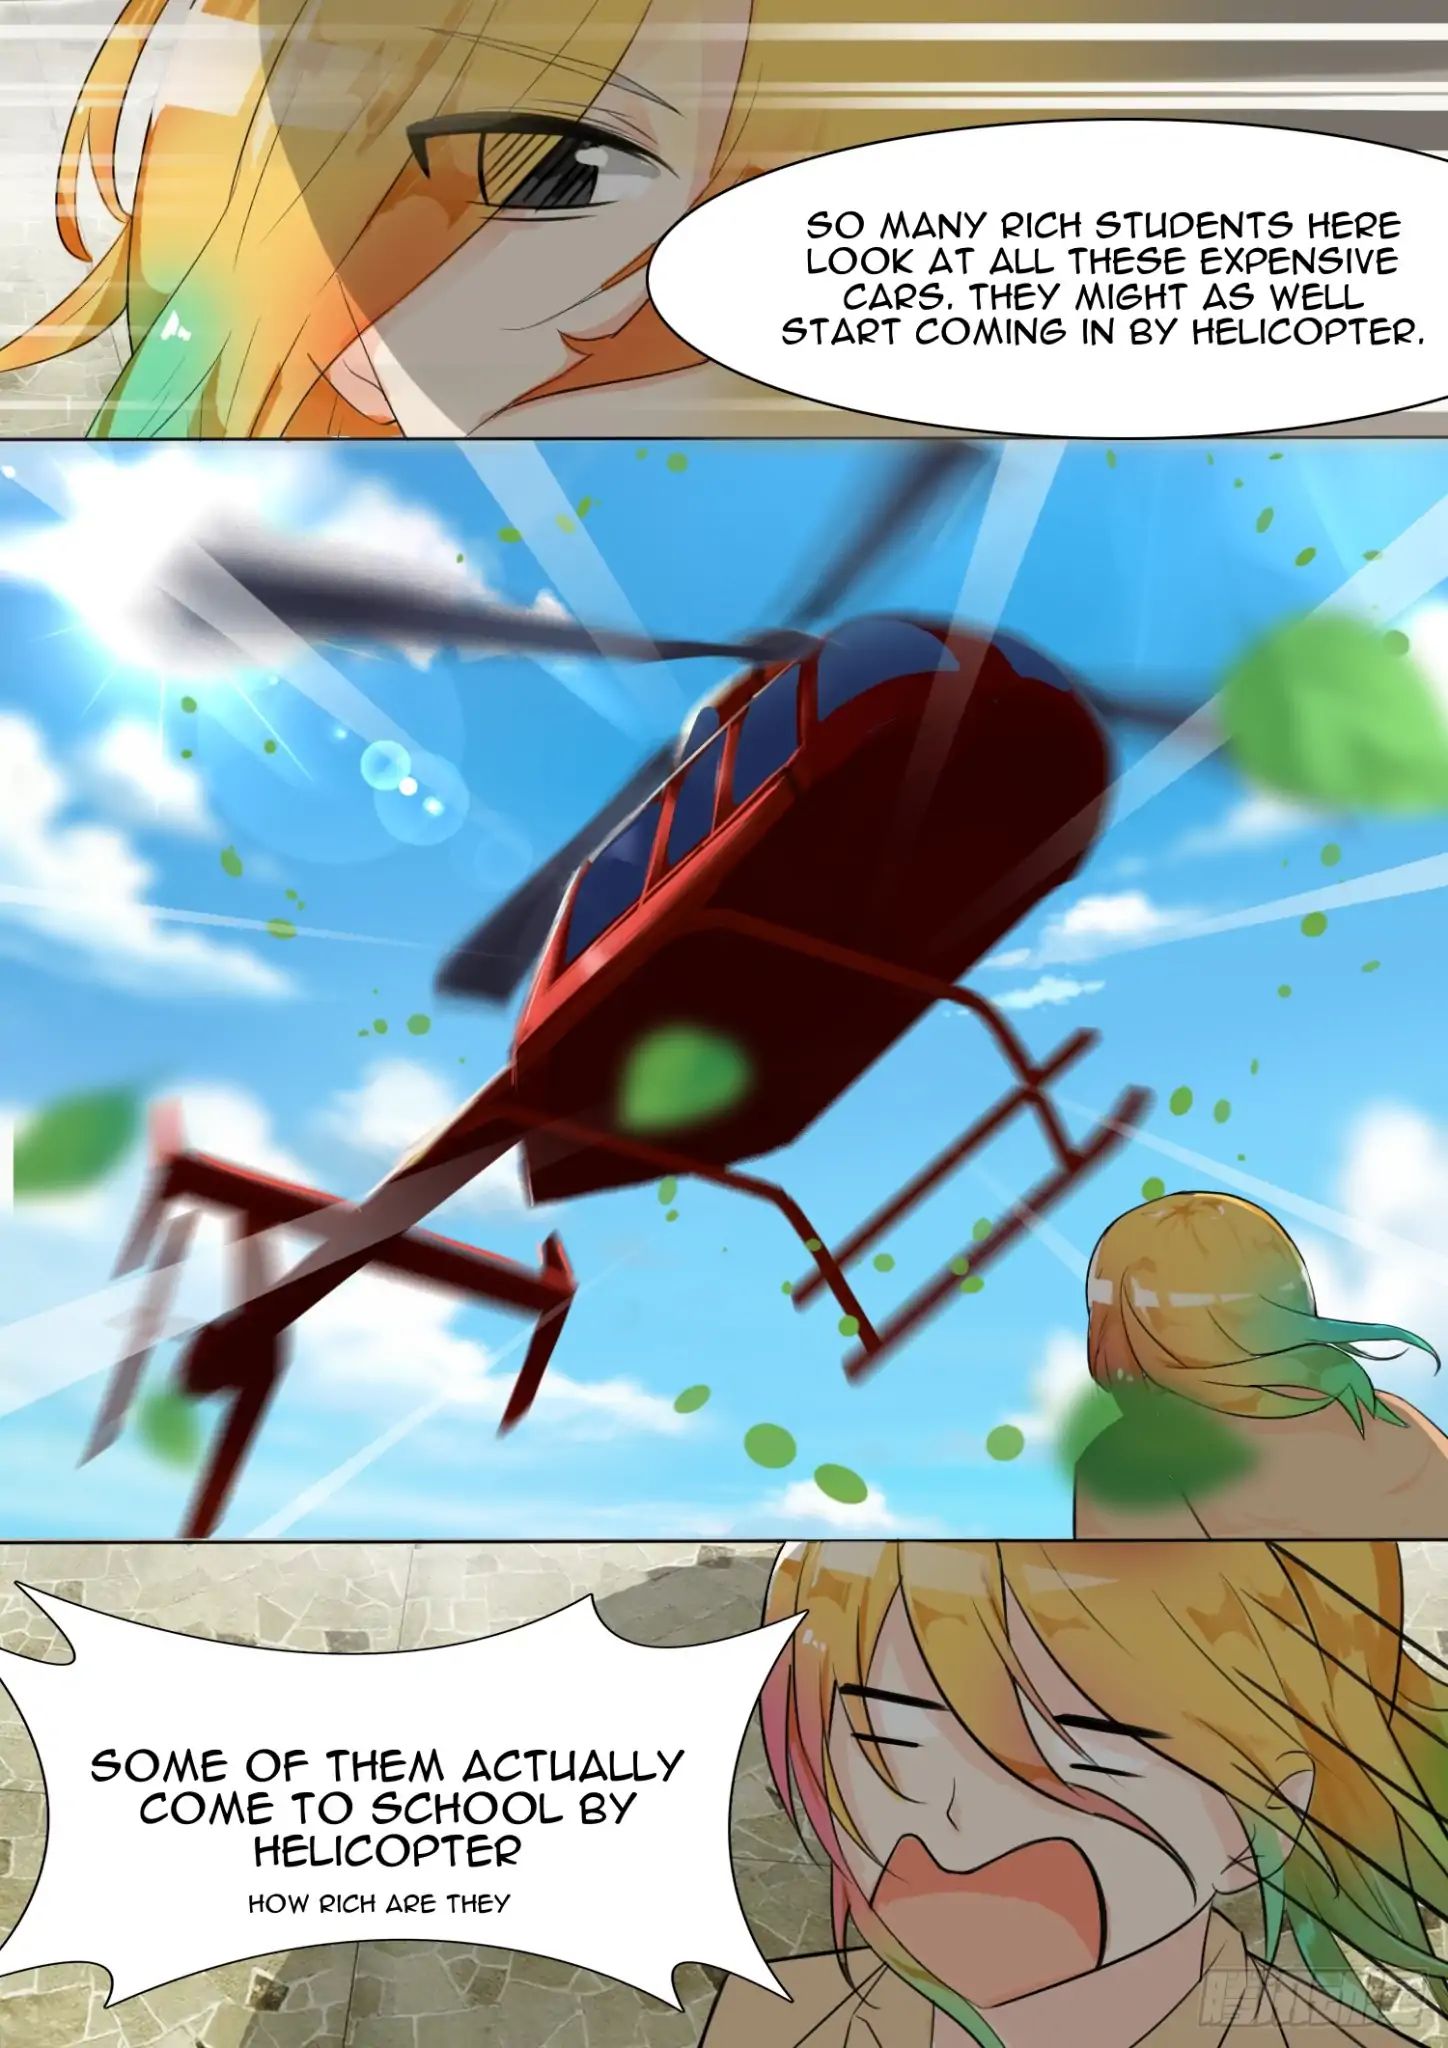 SO MANY RICH STUDENTS HERE
LOOK AT ALL THESE EXPENSIVE
CARS. THEY MIGHT AS WELL
START COMING IN BY HELICOPTER.
SOME OF THEM ACTUALLY
COME TO SCHOOL BY
HELICOPTER
HOW RICH ARE THEY